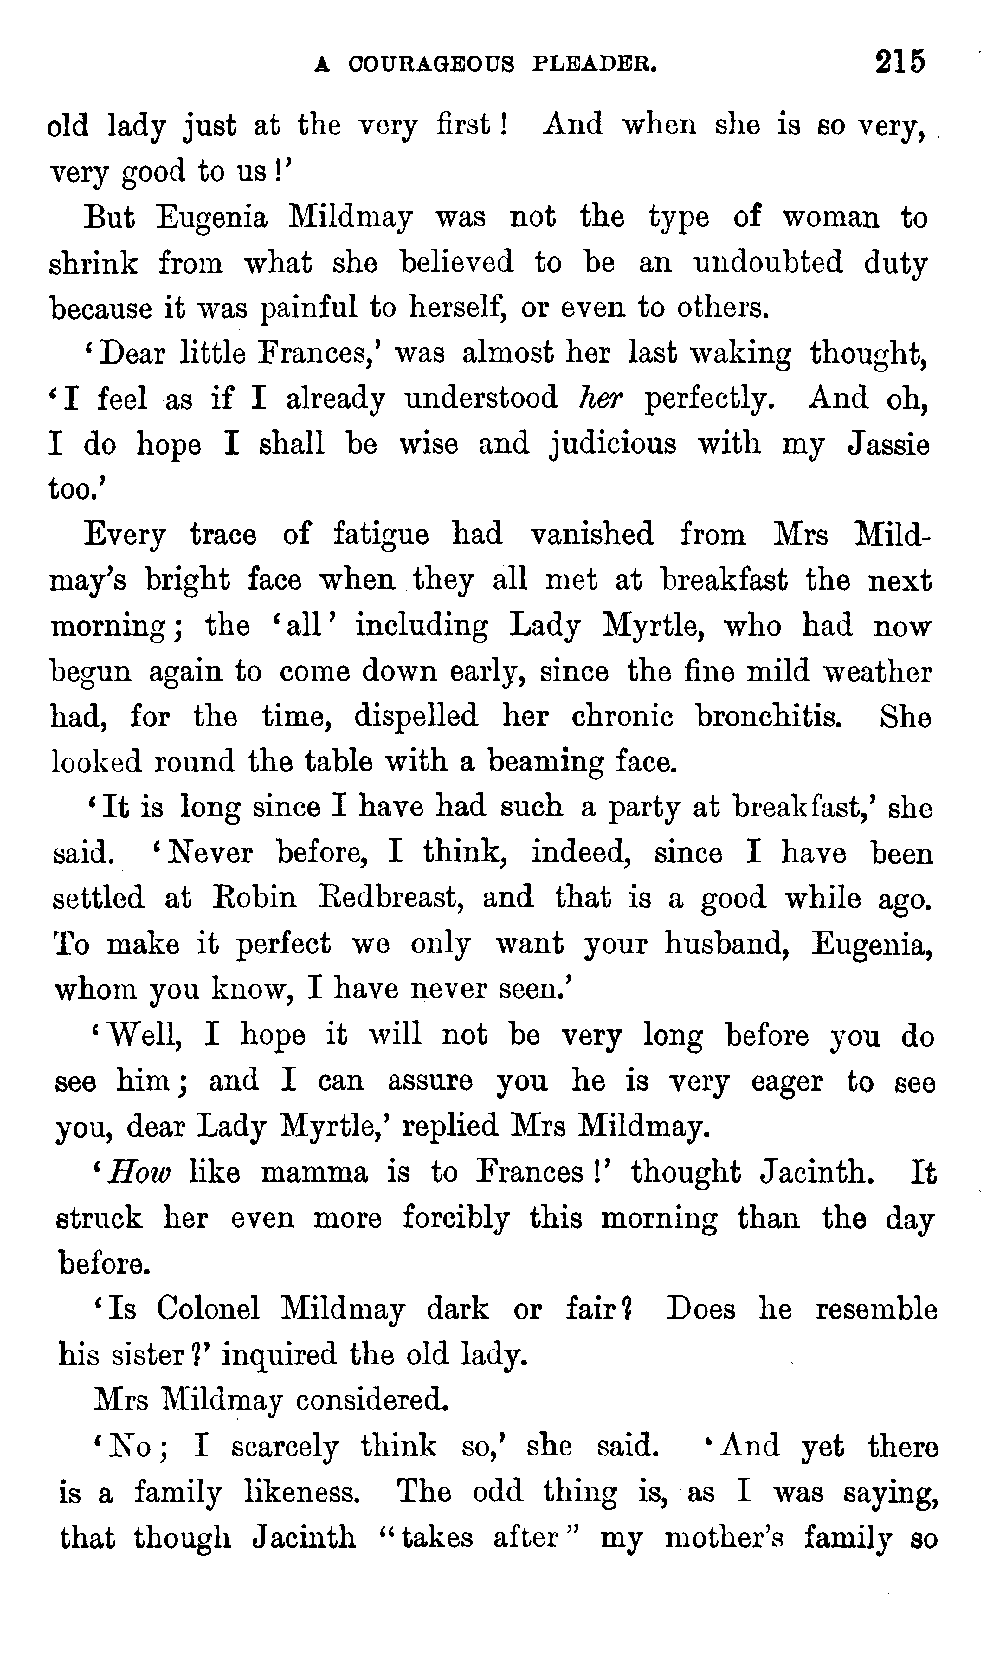 A COURAGEOUS PLEADER. 215
old lady just at the very first! And when she is so very,
very good to us!'
But Eugenia Mildmay was not the type of woman to
shrink from what she believed to be an undoubted duty
because it was painful to herself, or even to others.
'Dear little Frances,' was almost her last waking thought,
'I feel as if I already understood her perfectly. And oh,
I do hope I shall be wise and judicious with my Jassie
too.'
Every trace of fatigue had vanished from Mrs Mild-
may's bright face when they all met at breakfast the next
morning; the 'all' including Lady Myrtle, who had now
begun again to come down early, since the fine mild weather
had, for the time, dispelled her chronic bronchitis. She
looked round the table with a beaming face.
'It is long since I have had such a party at breakfast,' she
said. 'Never before, I think, indeed, since I have been
settled at Robin Redbreast, and that is a good while ago.
To make it perfect we only want your husband, Eugenia,
whom you know, I have never seen.'
'Well, I hope it will not be very long before you do
see him; and I can assure you he is very eager to see
you, dear Lady Myrtle,' replied Mrs Mildmay.
'How like mamma is to Frances!' thought Jacinth. It
struck her even more forcibly this morning than the day
before.
'Is Colonel Mildmay dark or fair? Does he resemble
his sister?' inquired the old lady.
Mrs Mildmay considered.
'No; I scarcely think so,' she said. 'And yet there
is a family likeness. The odd thing is, as I was saying,
that though Jacinth "takes after" my mother's family so